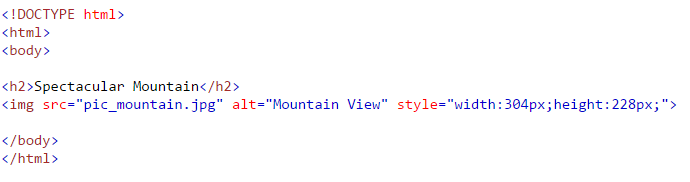 <!DOCTYPE html>
<html>
<body>
<h2>Spectacular Mountain</h2>
<img src="pic_mountain.jpg" alt="Mountain View" style="width:304px;height:228px;">
</body>
</html>